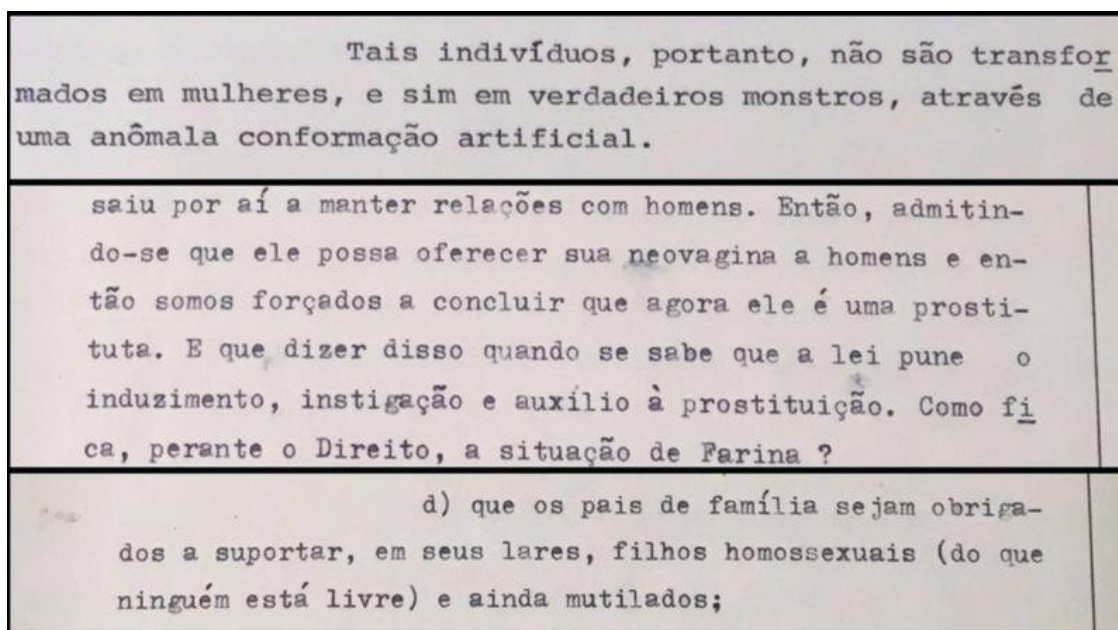 Tais indivíduos, portanto, não são transfor
mados em mulheres, e sim em verdadeiros monstros, através de
uma anômala conformação artificial.
saiu por aí a manter relações com homens. Então, admitin-
do-se que ele possa oferecer sua neovagina a homens e en-
tão somos forçados a concluir que agora ele é uma prosti-
tuta. E que dizer disso quando se sabe que a lei pune o
induzimento, instigação e auxílio à prostituição. Como fi
ca, perante o Direito, a situação de Farina ?
d) que os pais de família sejam obriga-
dos a suportar, em seus lares, filhos homossexuais (do que
ninguém está livre) e ainda mutilados;